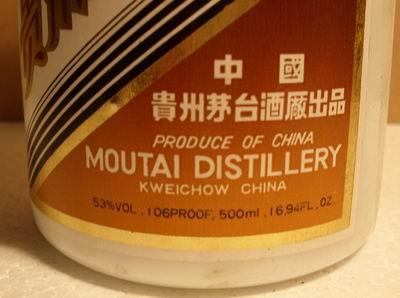 中國
貴州茅台酒廠出品
PRODUCE OF CHINA
MOUTAI DISTILLERY
KWEICHOW CHINA
53%VOL., 106PROOF, 500ml, 16.94FL.OZ.